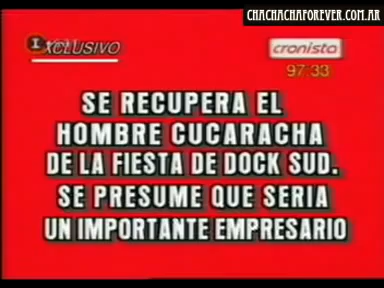 CHACHACHAFOREVER.COM.AR
EXCLUSIVO
cronista
97:33
SE RECUPERA EL
HOMBRE CUCARACHA
DE LA FIESTA DE DOCK SUD.
SE PRESUME QUE SERIA
UN IMPORTANTE EMPRESARIO